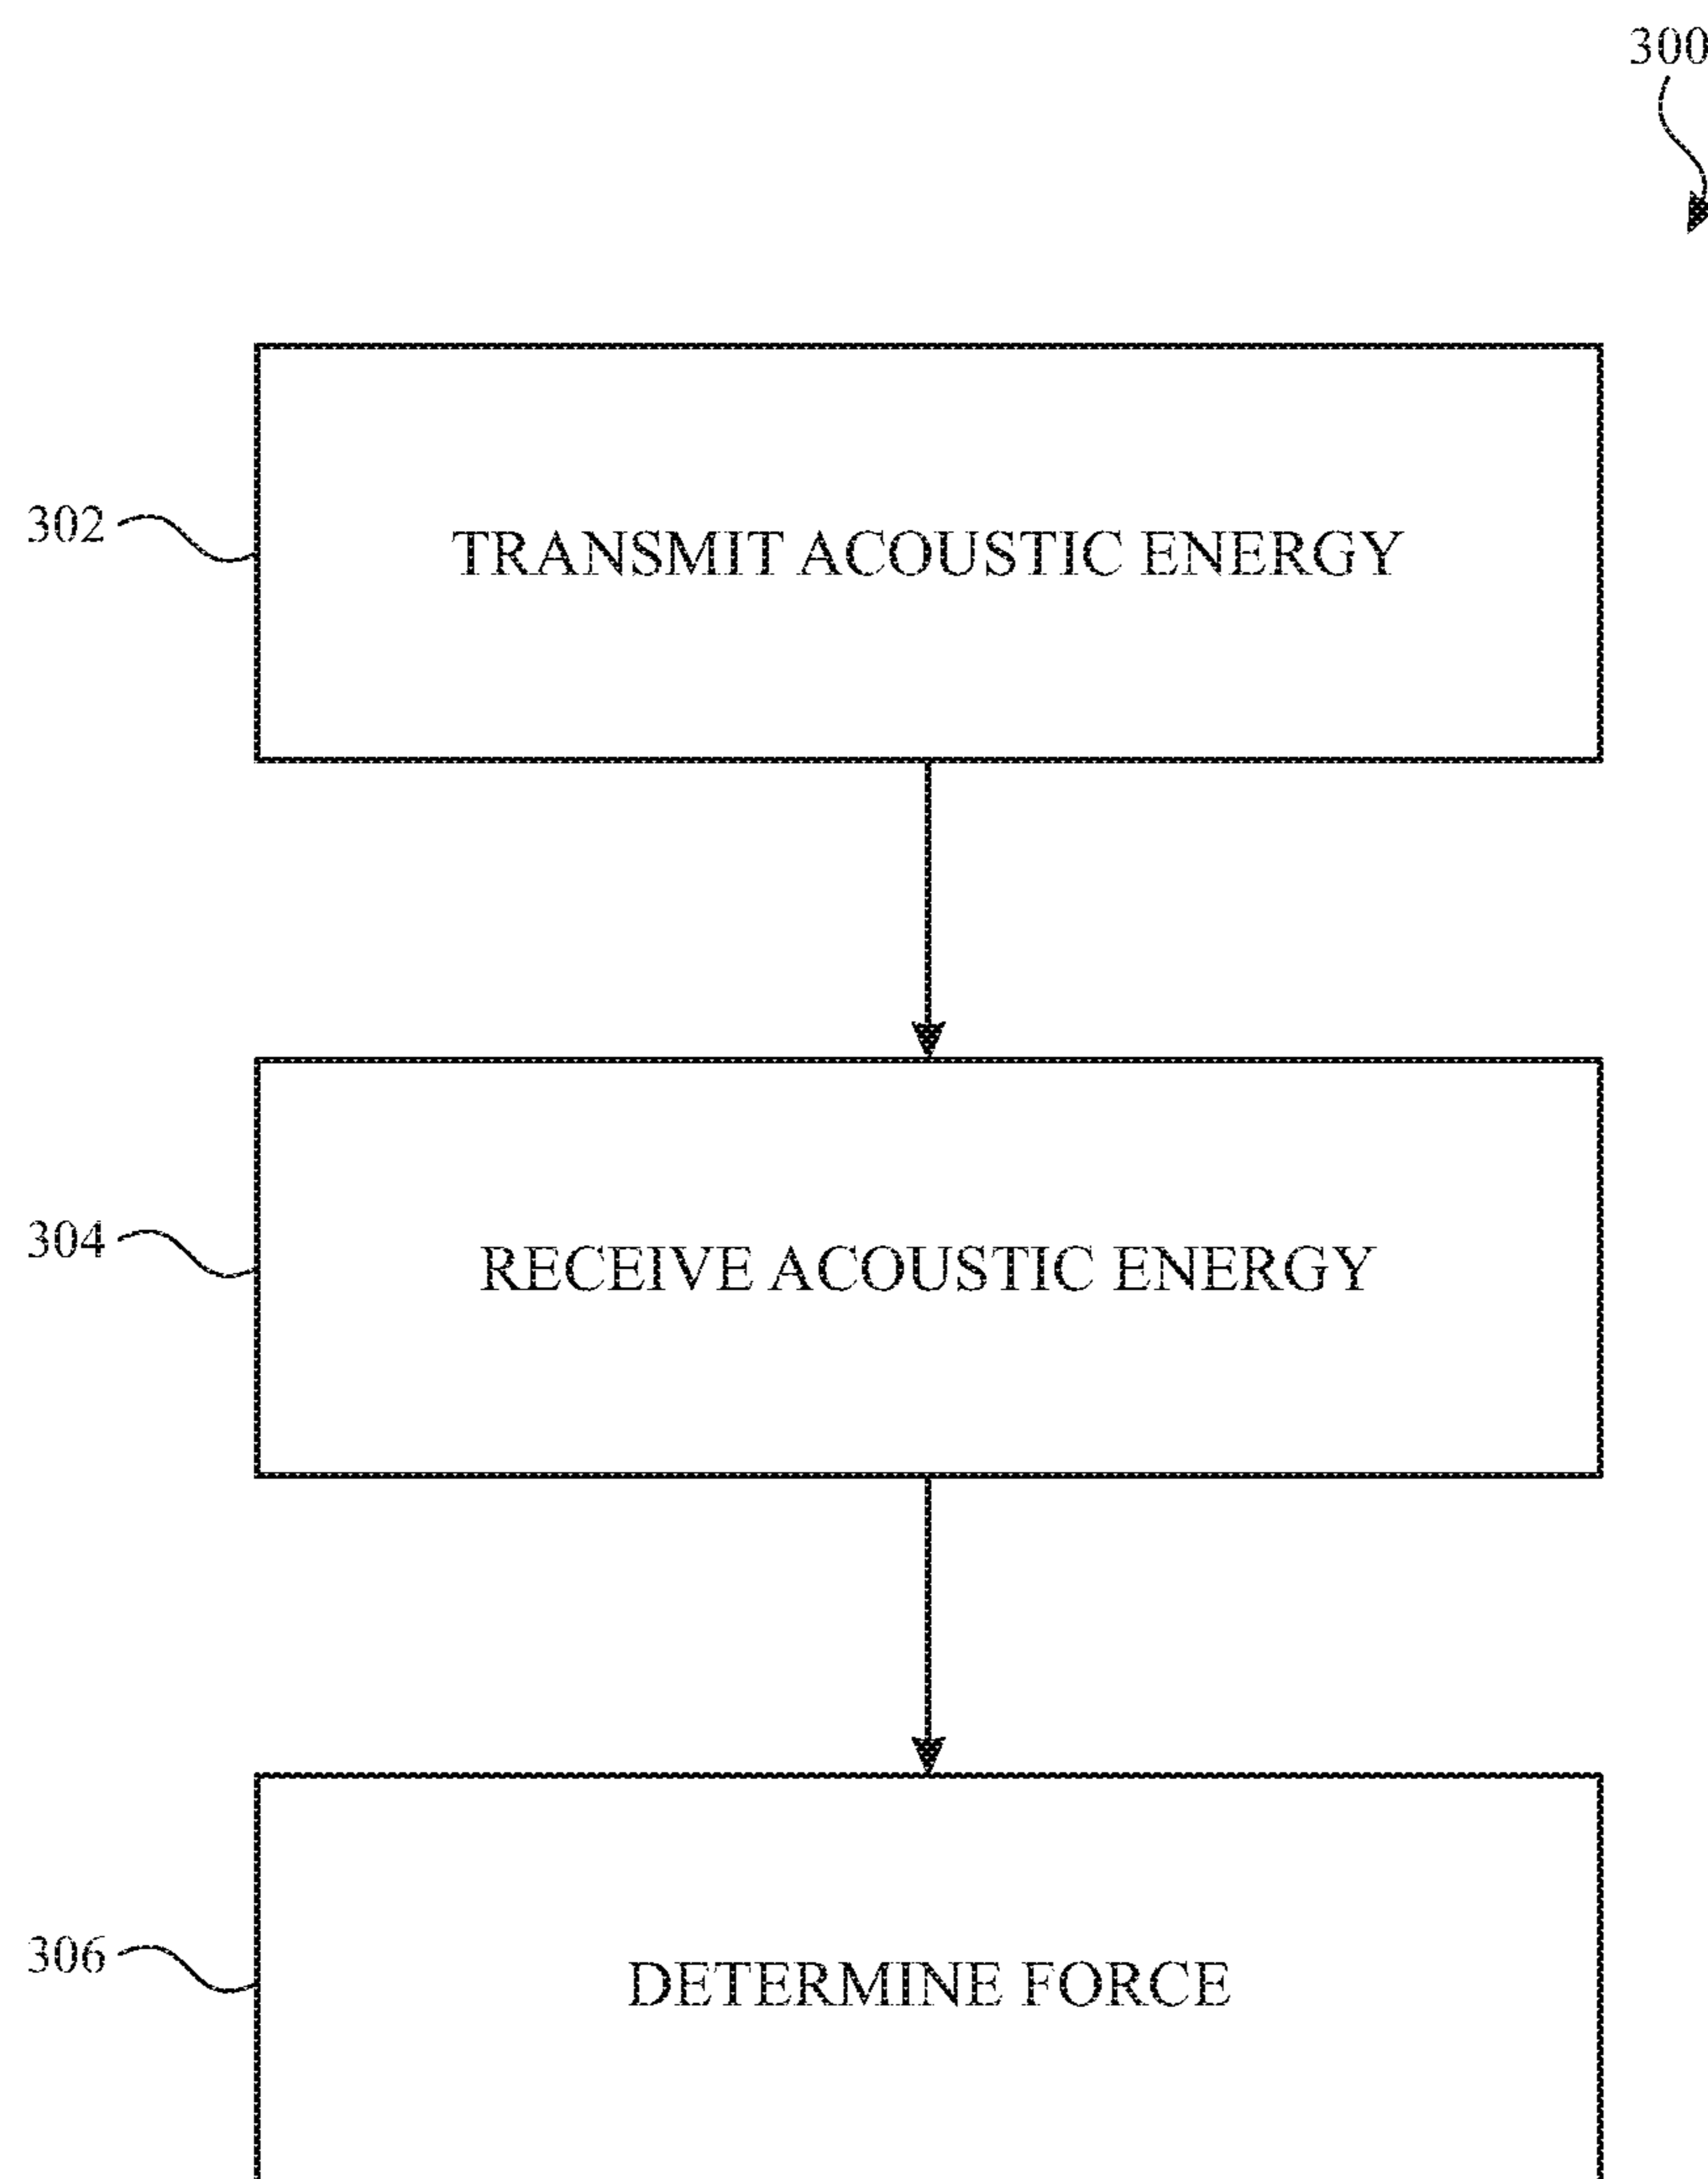 300
302
TRANSMIT ACOUSTIC ENERGY
304
RECEIVE ACOUSTIC ENERGY
306
DETERMINE FORCE